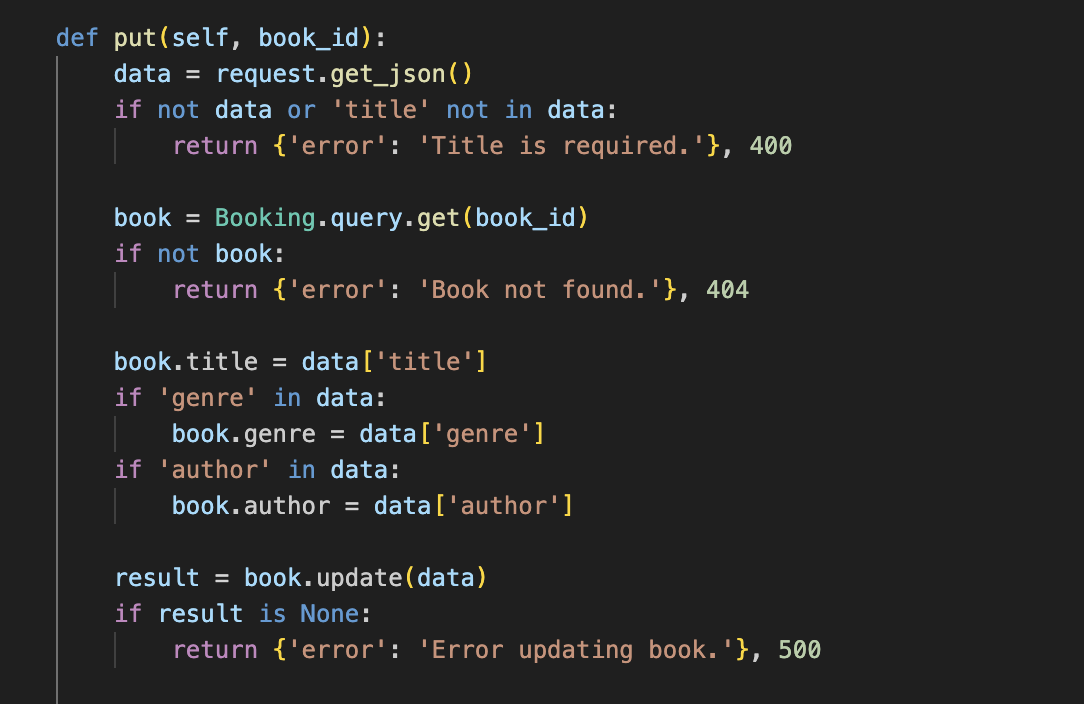 def put(self, book_id):
    data = request.get_json()
    if not data or 'title' not in data:
        return {'error': 'Title is required.'}, 400

    book = Booking.query.get(book_id)
    if not book:
        return {'error': 'Book not found.'}, 404

    book.title = data['title']
    if 'genre' in data:
        book.genre = data['genre']
    if 'author' in data:
        book.author = data['author']

    result = book.update(data)
    if result is None:
        return {'error': 'Error updating book.'}, 500